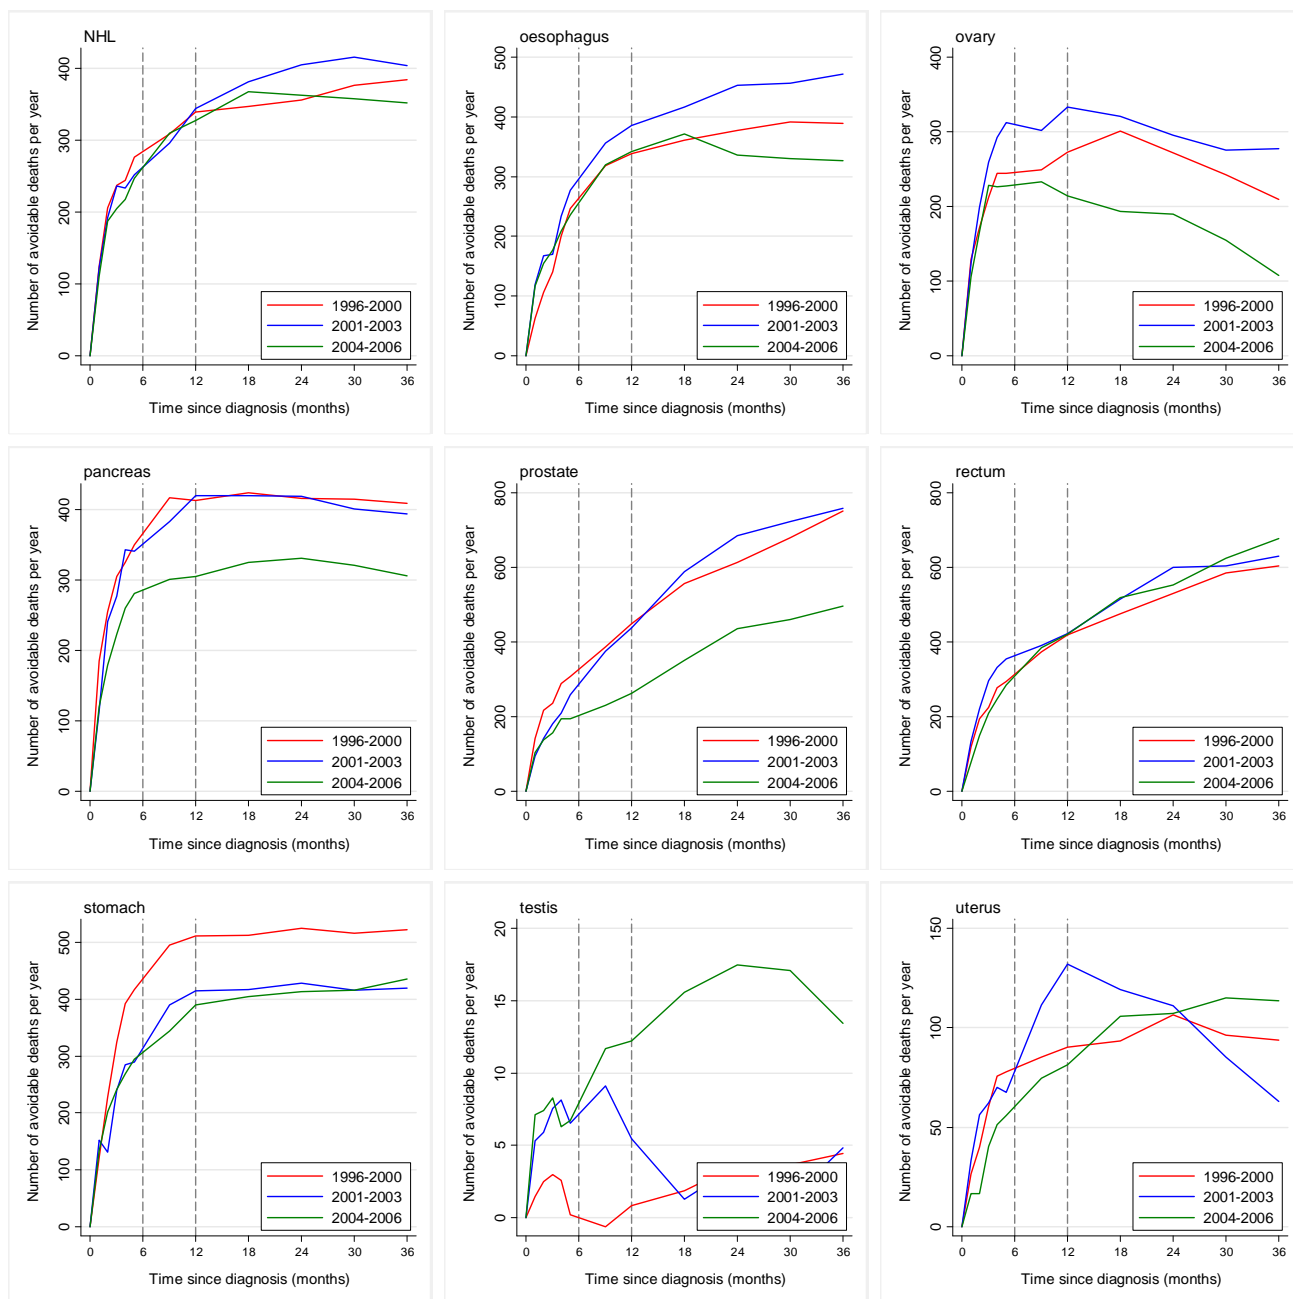 NHL
Number of avoidable deaths per year
400
300
200
100
0
1996-2000
2001-2003
2004-2006
0 6 12 18 24 30 36
Time since diagnosis (months)
oesophagus
Number of avoidable deaths per year
500
400
300
200
100
0
1996-2000
2001-2003
2004-2006
0 6 12 18 24 30 36
Time since diagnosis (months)
ovary
Number of avoidable deaths per year
400
300
200
100
0
1996-2000
2001-2003
2004-2006
0 6 12 18 24 30 36
Time since diagnosis (months)
pancreas
Number of avoidable deaths per year
400
300
200
100
0
1996-2000
2001-2003
2004-2006
0 6 12 18 24 30 36
Time since diagnosis (months)
prostate
Number of avoidable deaths per year
800
600
400
200
0
1996-2000
2001-2003
2004-2006
0 6 12 18 24 30 36
Time since diagnosis (months)
rectum
Number of avoidable deaths per year
800
600
400
200
0
1996-2000
2001-2003
2004-2006
0 6 12 18 24 30 36
Time since diagnosis (months)
stomach
Number of avoidable deaths per year
500
400
300
200
100
0
1996-2000
2001-2003
2004-2006
0 6 12 18 24 30 36
Time since diagnosis (months)
testis
Number of avoidable deaths per year
20
15
10
5
0
1996-2000
2001-2003
2004-2006
0 6 12 18 24 30 36
Time since diagnosis (months)
uterus
Number of avoidable deaths per year
150
100
50
0
1996-2000
2001-2003
2004-2006
0 6 12 18 24 30 36
Time since diagnosis (months)